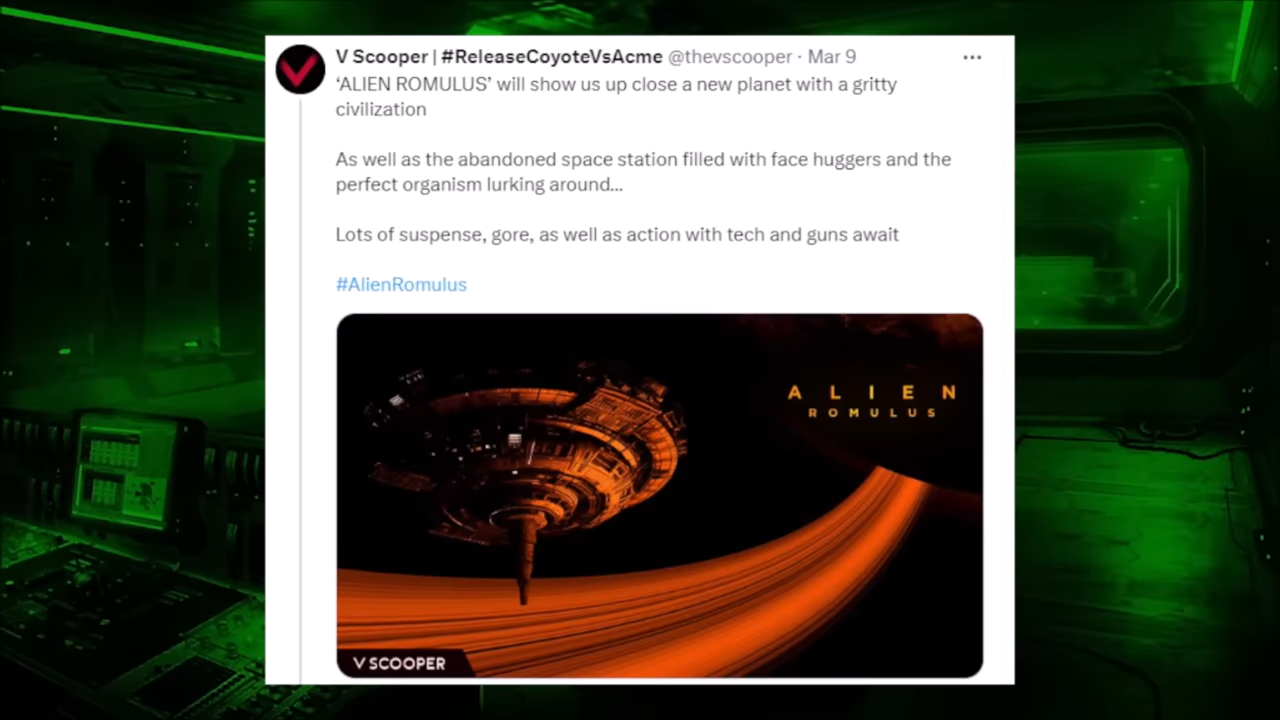 V Scooper | #ReleaseCoyoteVsAcme @thevscooper · Mar 9
‘ALIEN ROMULUS’ will show us up close a new planet with a gritty
civilization
As well as the abandoned space station filled with face huggers and the
perfect organism lurking around...
Lots of suspense, gore, as well as action with tech and guns await
#AlienRomulus
ALIEN
ROMULUS
V SCOOPER